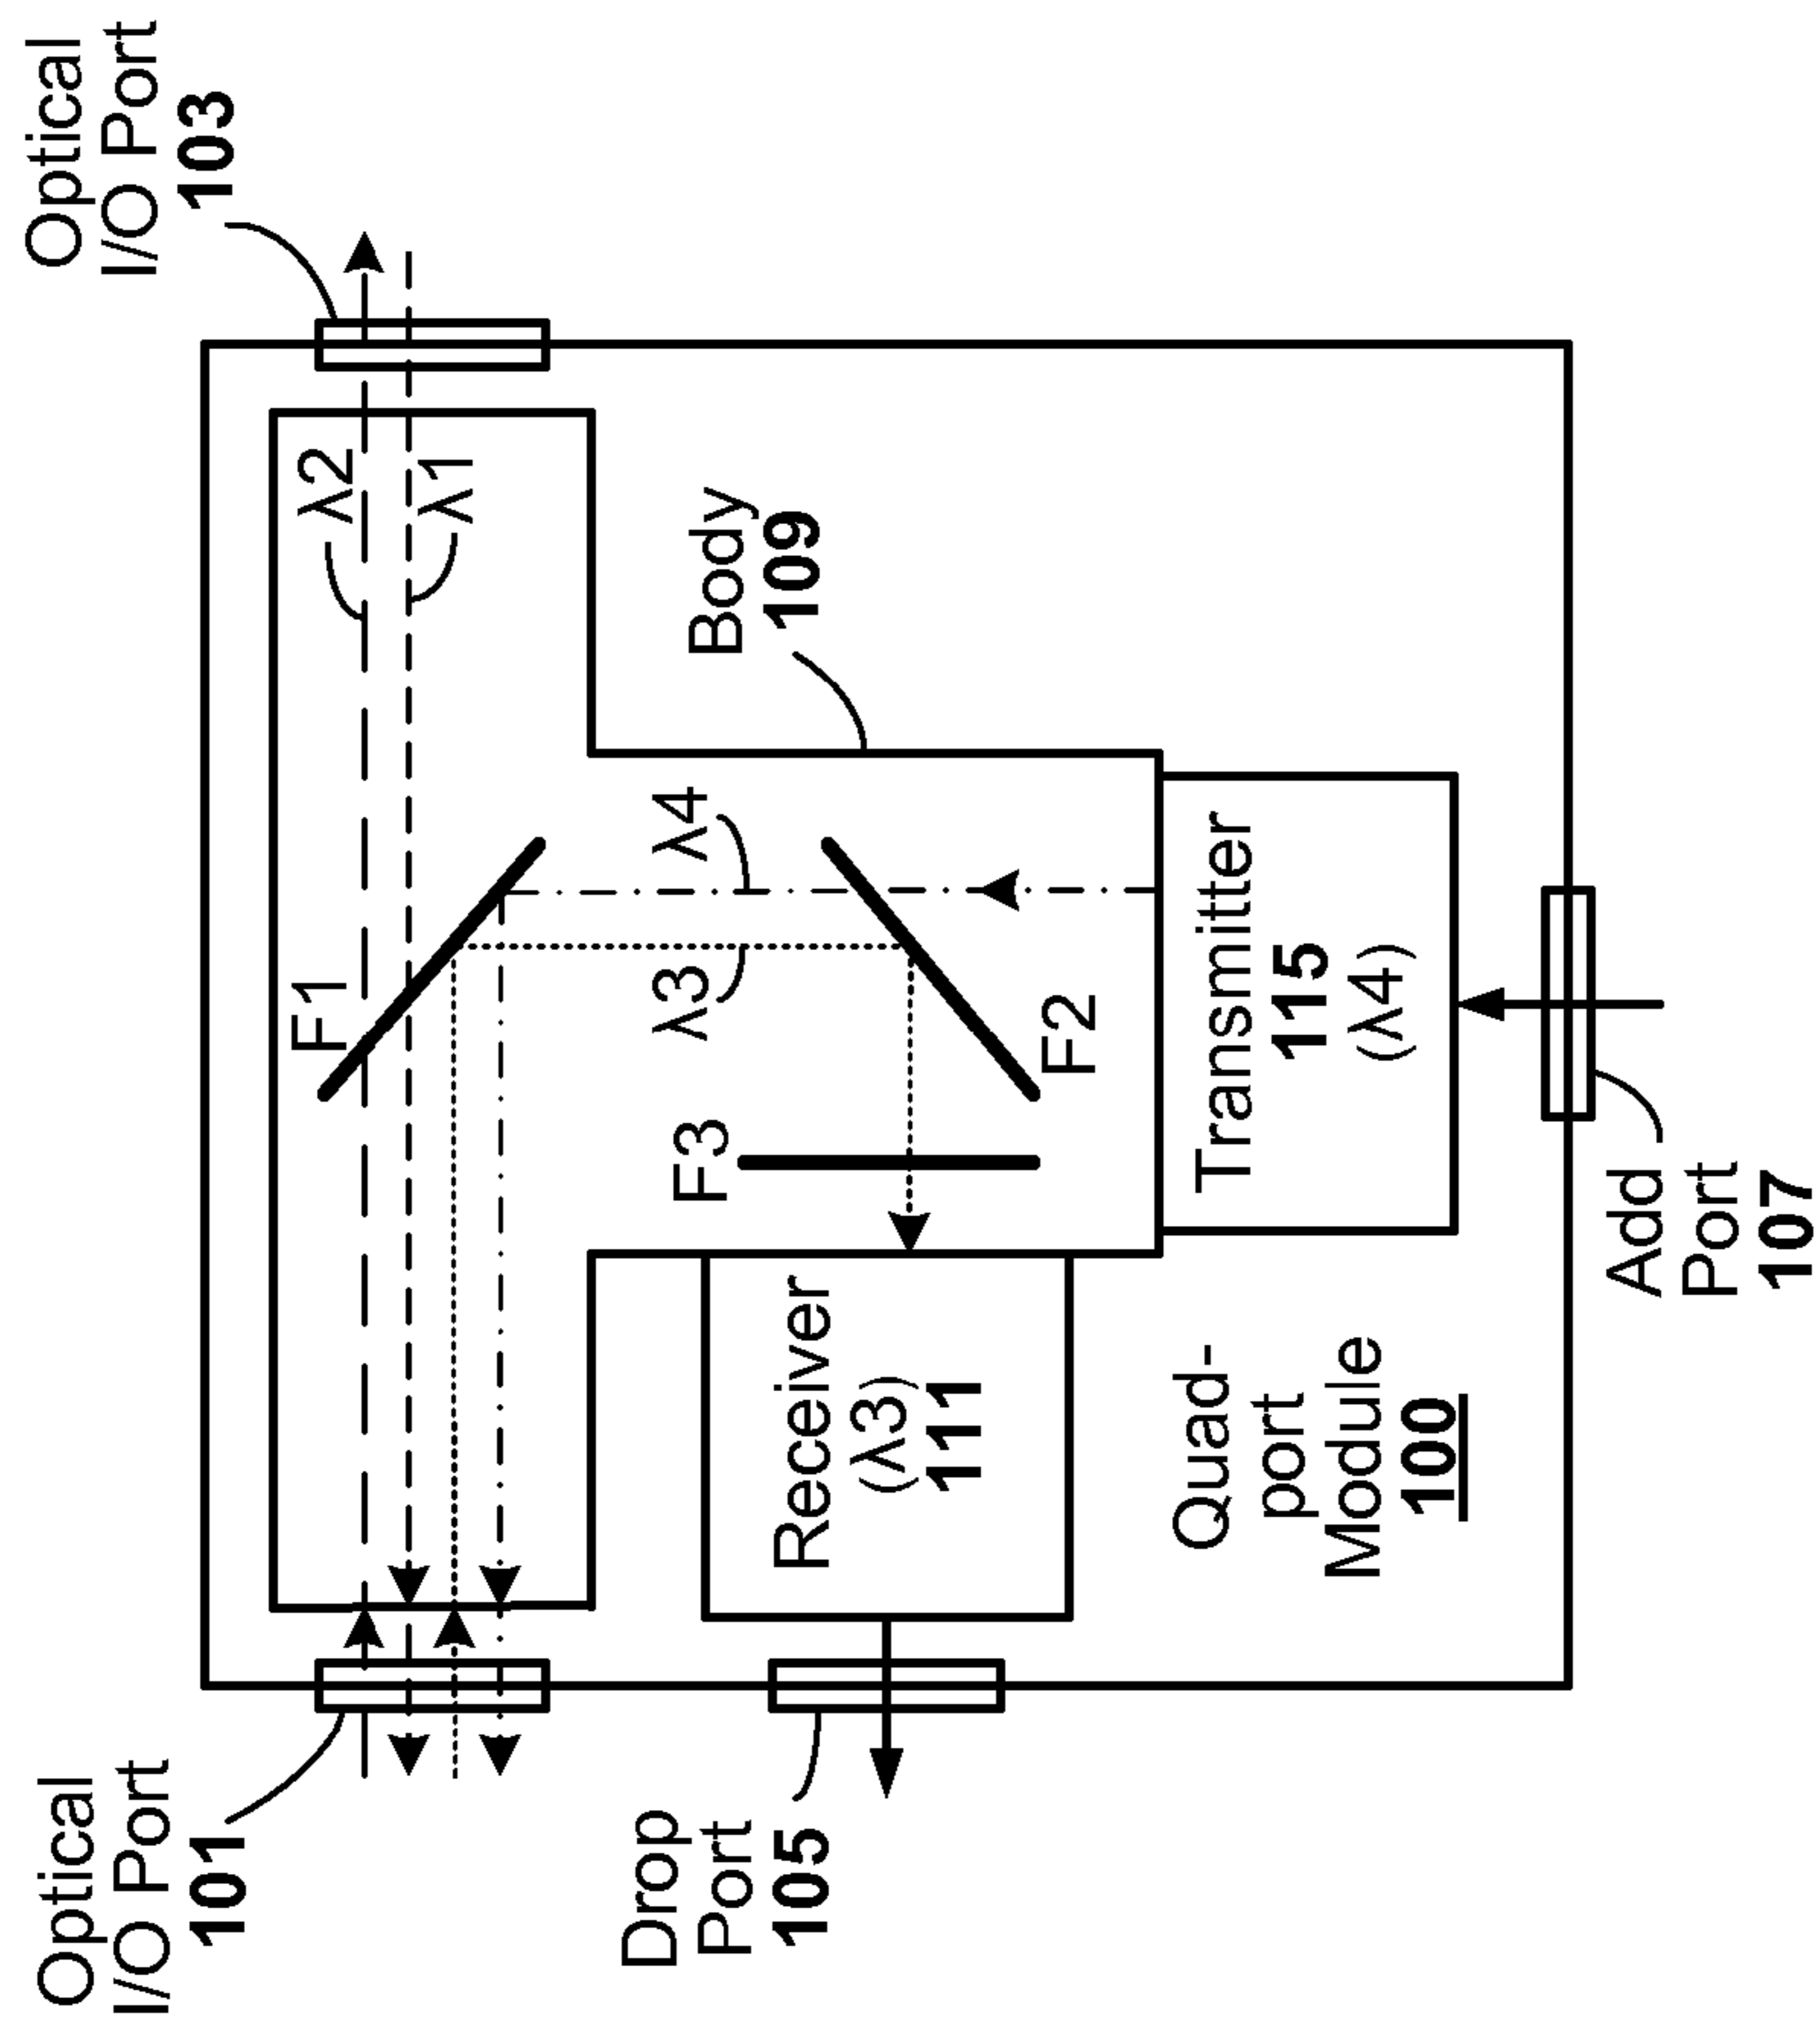 Optical
I/O Port
101
Optical
I/O Port
103
F1
λ2
λ1
Drop
Port
105
F3
λ3
λ4
Body
109
Receiver
(λ3)
111
F2
Quad-
port
Module
100
Transmitter
115
(λ4)
Add
Port
107